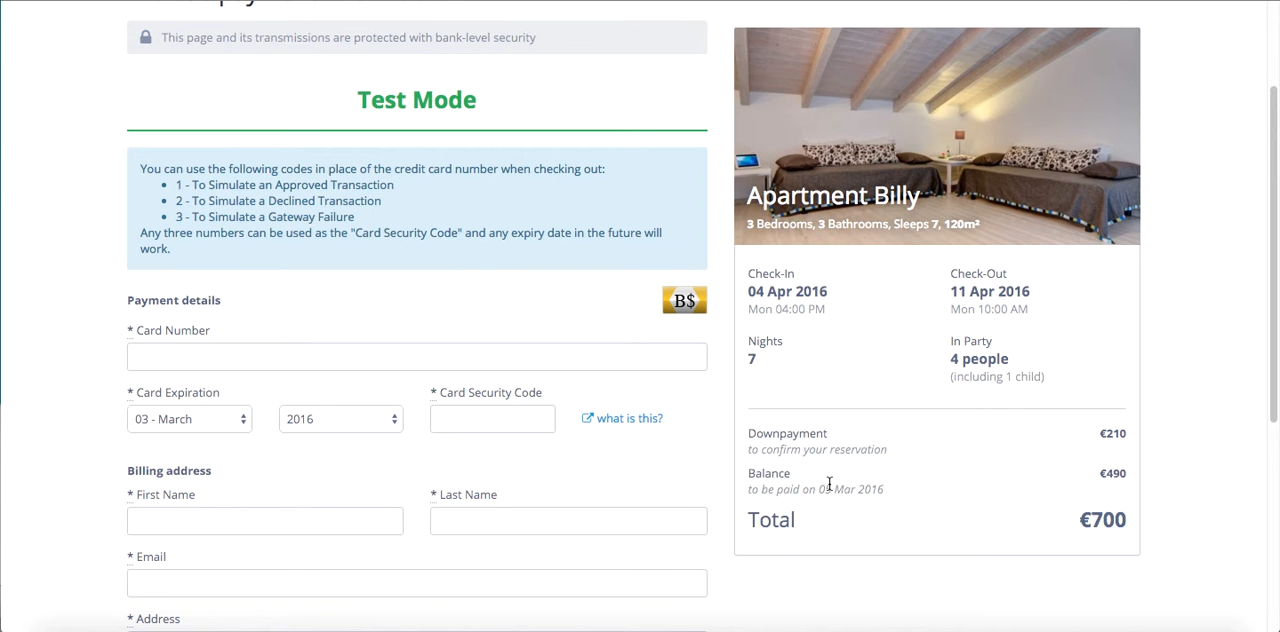 This page and its transmissions are protected with bank-level security
Test Mode
You can use the following codes in place of the credit card number when checking out:
• 1 - To Simulate an Approved Transaction
• 2 - To Simulate a Declined Transaction
• 3 - To Simulate a Gateway Failure
Any three numbers can be used as the "Card Security Code" and any expiry date in the future will
work.
Payment details
B$
* Card Number
* Card Expiration
* Card Security Code
03 - March
2016
what is this?
Billing address
* First Name
* Last Name
* Email
* Address
Apartment Billy
3 Bedrooms, 3 Bathrooms, Sleeps 7, 120m²
Check-In
Check-Out
04 Apr 2016
11 Apr 2016
Mon 04:00 PM
Mon 10:00 AM
Nights
In Party
7
4 people
(including 1 child)
Downpayment
€210
to confirm your reservation
Balance
€490
to be paid on Mar 2016
Total
€700